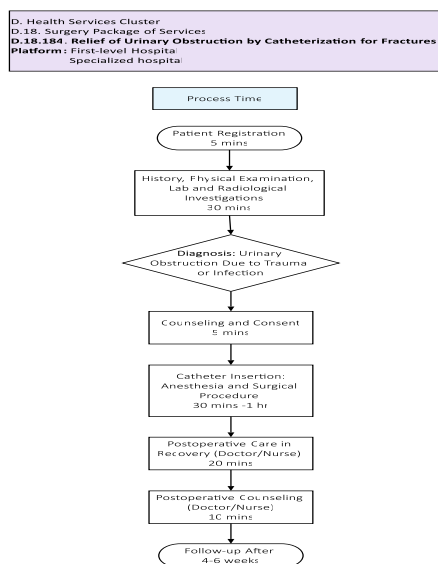 D. Health Services Cluster
D.18. Surgery Package of Services
D.18.184. Relief of Urinary Obstruction by Catheterization for Fractures
Platform: First-level Hospital
Specialized hospital
Process Time
Patient Registration
5 mins
History, Physical Examination,
Lab and Radiological
Investigations
30 mins
Diagnosis: Urinary
Obstruction Due to Trauma
or Infection
Counseling and Consent
5 mins
Catheter Insertion:
Anesthesia and Surgical
Procedure
30 mins -1 hr
Postoperative Care in
Recovery (Doctor/Nurse)
20 mins
Postoperative Counseling
(Doctor/Nurse)
10 mins
Follow-up After
4-6 weeks